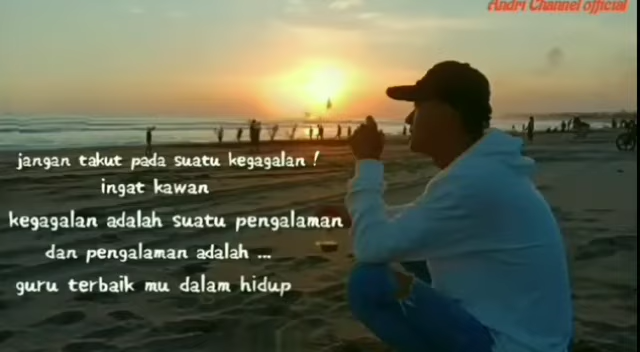 Andri Channel official
jangan takut pada suatu kegagalan !
ingat kawan
kegagalan adalah suatu pengalaman
dan pengalaman adalah ...
guru terbaik mu dalam hidup